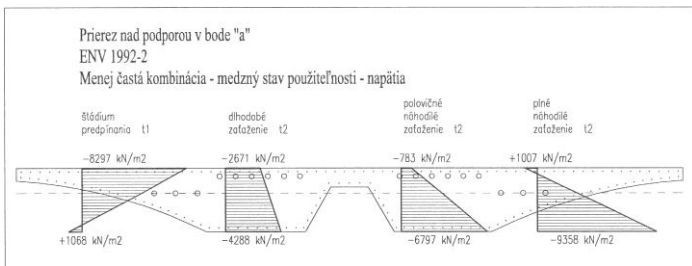 Prierez nad podporou v bode "a"
ENV 1992-2
Menej častá kombinácia - medzný stav použiteľnosti - napätia
štádium
predpínania t1
dlhodobé
zaťaženie t2
polovičné
náhodilé
zaťaženie t2
plné
náhodilé
zaťaženie t2
-8297 kN/m2
-2671 kN/m2
-783 kN/m2
+1007 kN/m2
+1068 kN/m2
-4288 kN/m2
-6797 kN/m2
-9358 kN/m2